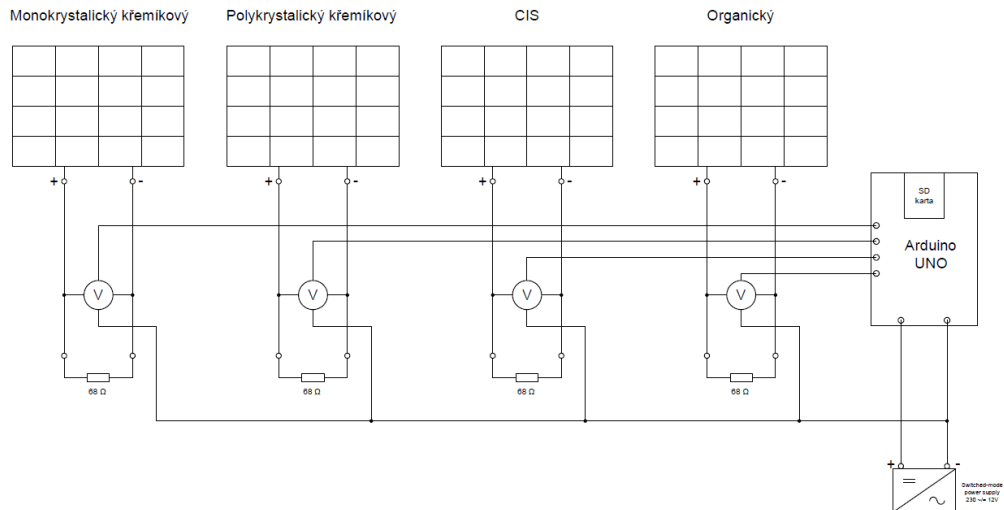 Monokrystalický křemíkový
Polykrystalický křemíkový
CIS
Organický
+ -
+ -
+ -
+ -
SD
karta
Arduino
UNO
V
V
V
V
68 Ω
68 Ω
68 Ω
68 Ω
+ -
Switched-mode
power supply
230 ~/= 12V